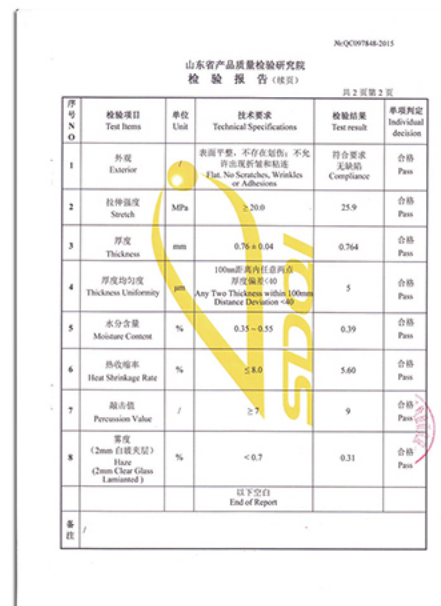 №:QC097848-2015
山东省产品质量检验研究院
检 验 报 告(续页)
共 2 页第 2 页
序号
N
O
检验项目
Test Items
单位
Unit
技术要求
Technical Specifications
检验结果
Test result
单项判定
Individual
decision
1
外观
Exterior
/
表面平整，不存在划伤；不允
许出现折皱和粘连
Flat. No Scratches, Wrinkles
or Adhesions
符合要求
无缺陷
Compliance
合格
Pass
2
拉伸强度
Stretch
MPa
≥20.0
25.9
合格
Pass
3
厚度
Thickness
mm
0.76 ± 0.04
0.764
合格
Pass
4
厚度均匀度
Thickness Uniformity
μm
100mm距离内任意两点
厚度偏差<40
Any Two Thickness within 100mm
Distance Deviation <40
5
合格
Pass
5
水分含量
Moisture Content
%
0.35 ~ 0.55
0.39
合格
Pass
6
热收缩率
Heat Shrinkage Rate
%
≤ 8.0
5.60
合格
Pass
7
敲击值
Percussion Value
/
≥ 7
9
合格
Pass
8
雾度
(2mm 白玻夹层)
Haze
(2mm Clear Glass
Lamianted )
%
< 0.7
0.31
合格
Pass
以下空白
End of Report
备注
/
SDQI